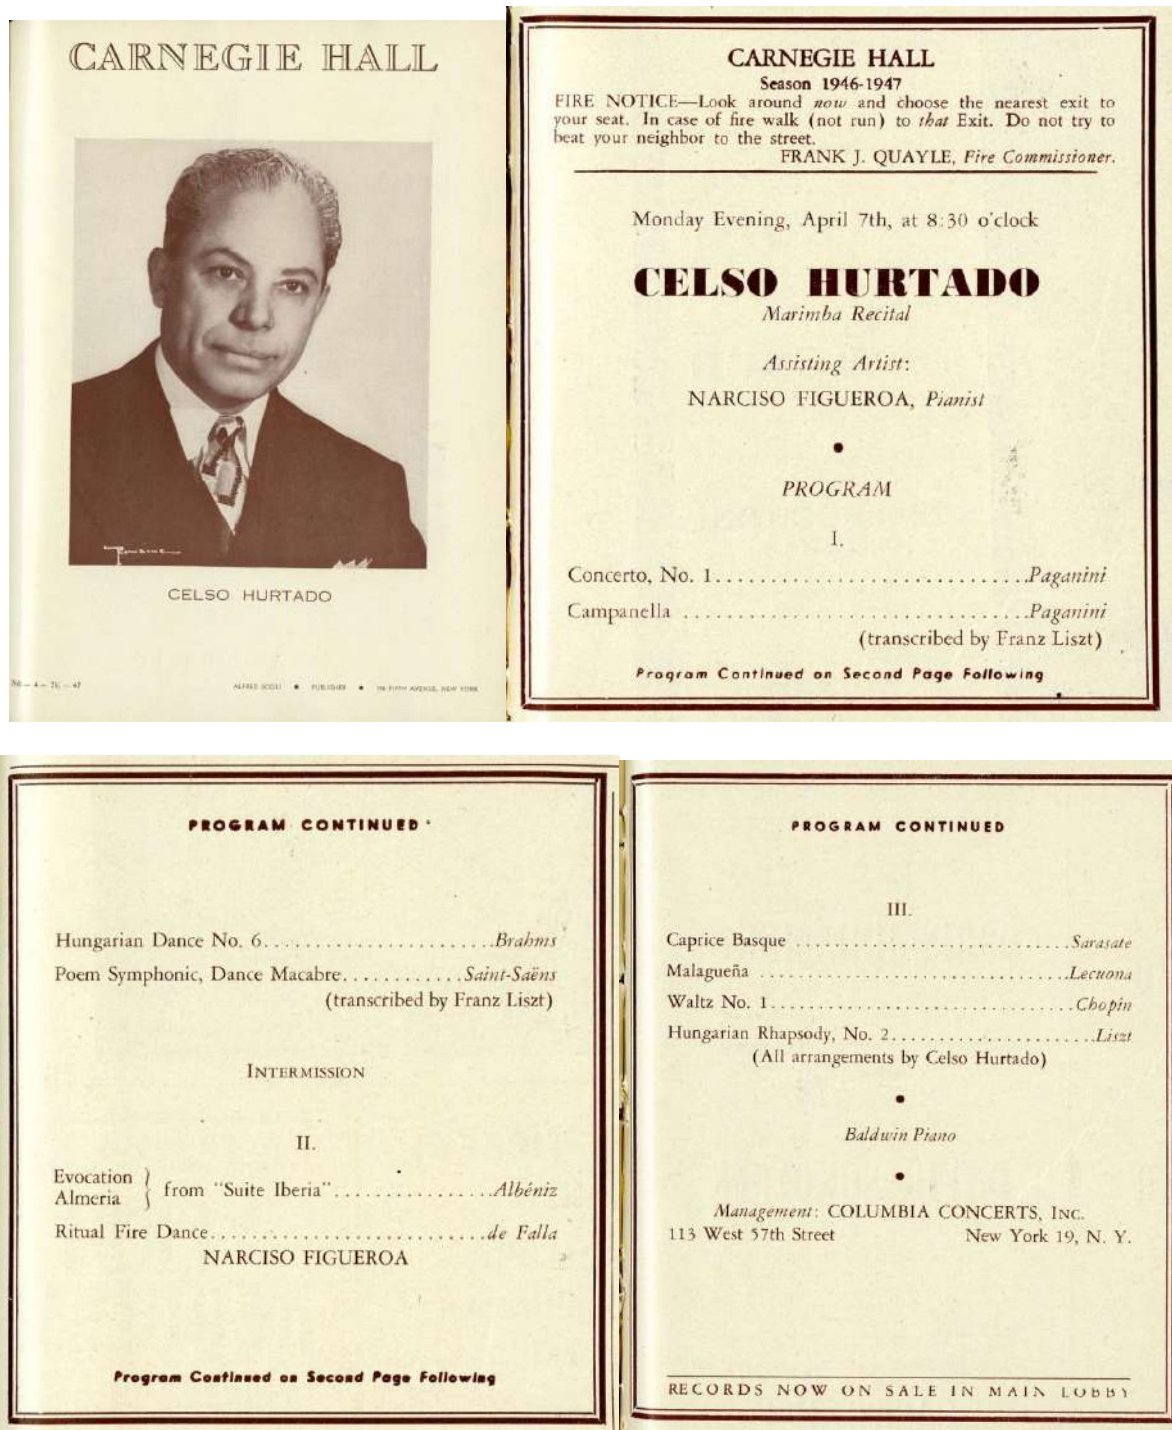 CARNEGIE HALL
CELSO HURTADO
ALFRED SCOTT • PUBLISHER • 156 FIFTH AVENUE, NEW YORK
CARNEGIE HALL
Season 1946-1947
FIRE NOTICE—Look around now and choose the nearest exit to
your seat. In case of fire walk (not run) to that Exit. Do not try to
beat your neighbor to the street.
FRANK J. QUAYLE, Fire Commissioner.
Monday Evening, April 7th, at 8:30 o'clock
CELSO HURTADO
Marimba Recital
Assisting Artist:
NARCISO FIGUEROA, Pianist
•
PROGRAM
I.
Concerto, No. 1............................Paganini
Campanella ..............................Paganini
(transcribed by Franz Liszt)
Program Continued on Second Page Following
PROGRAM CONTINUED
Hungarian Dance No. 6.......................Brahms
Poem Symphonic, Dance Macabre............Saint-Saëns
(transcribed by Franz Liszt)
INTERMISSION
II.
Evocation
Almeria } from "Suite Iberia"................Albéniz
Ritual Fire Dance...........................de Falla
NARCISO FIGUEROA
Program Continued on Second Page Following
PROGRAM CONTINUED
III.
Caprice Basque ............................Sarasate
Malagueña ...............................Lecuona
Waltz No. 1...............................Chopin
Hungarian Rhapsody, No. 2.....................Liszt
(All arrangements by Celso Hurtado)
•
Baldwin Piano
•
Management: COLUMBIA CONCERTS, INC.
113 West 57th Street New York 19, N. Y.
RECORDS NOW ON SALE IN MAIN LOBBY